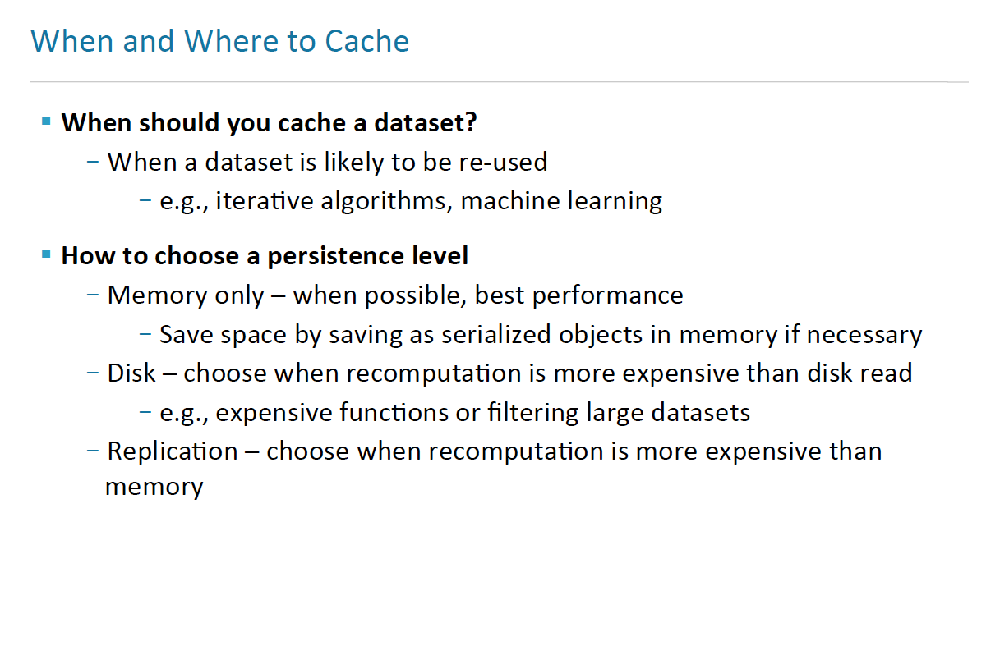 When and Where to Cache
▪ When should you cache a dataset?
– When a dataset is likely to be re-used
– e.g., iterative algorithms, machine learning
▪ How to choose a persistence level
– Memory only – when possible, best performance
– Save space by saving as serialized objects in memory if necessary
– Disk – choose when recomputation is more expensive than disk read
– e.g., expensive functions or filtering large datasets
– Replication – choose when recomputation is more expensive than
memory